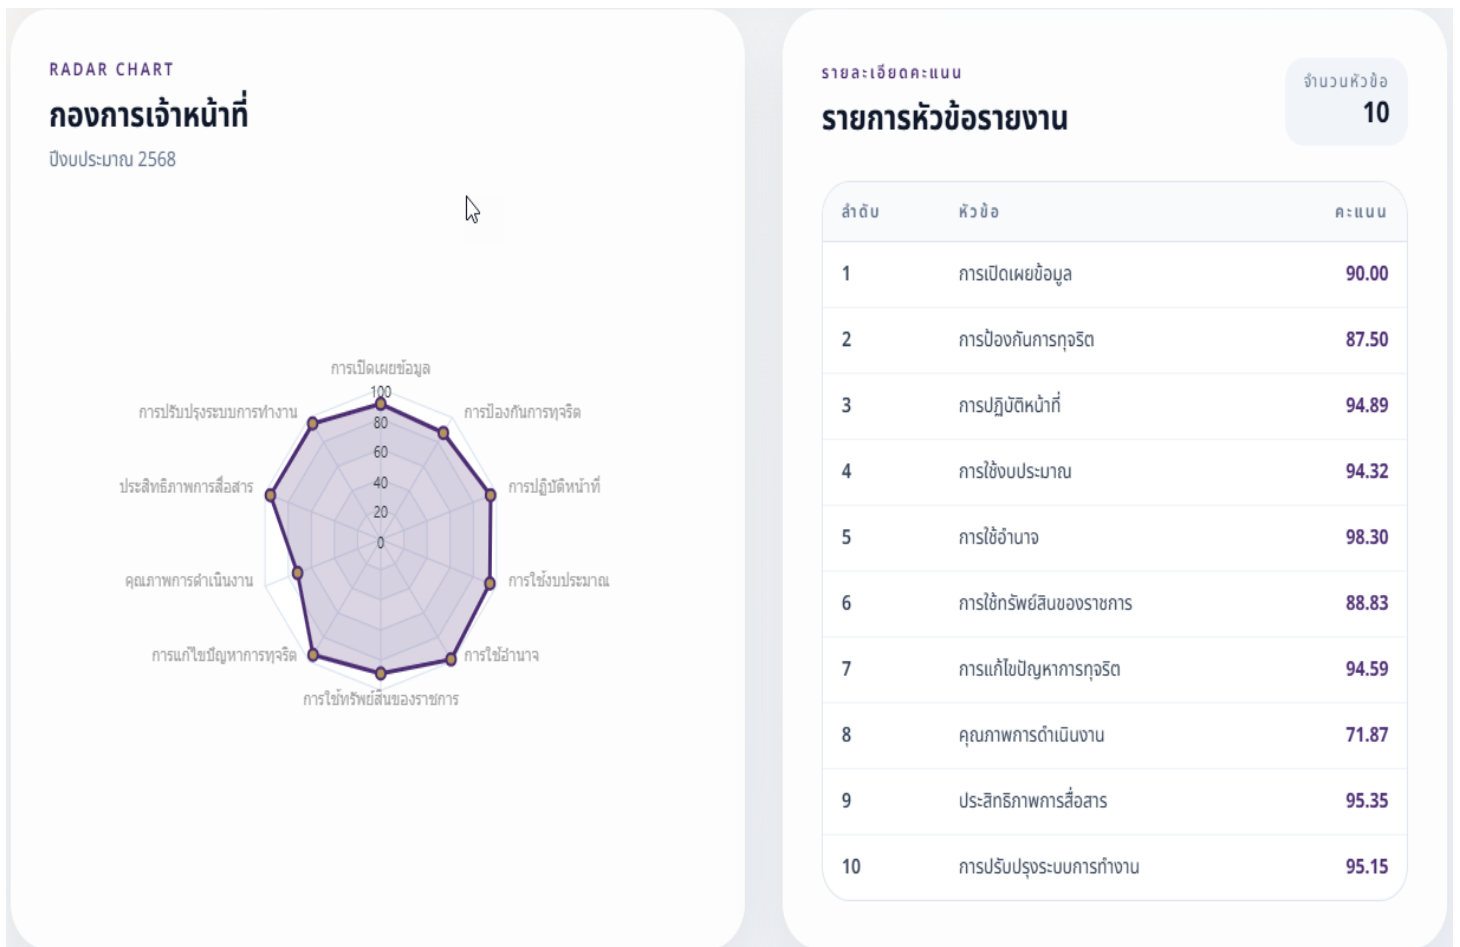 RADAR CHART
กองการเจ้าหน้าที่
ปีงบประมาณ 2568
การเปิดเผยข้อมูล
100
การปรับปรุงระบบการทำงาน
การป้องกันการทุจริต
80
60
ประสิทธิภาพการสื่อสาร
40
การปฏิบัติหน้าที่
20
0
คุณภาพการดำเนินงาน
การใช้งบประมาณ
การแก้ไขปัญหาการทุจริต
การใช้อำนาจ
การใช้ทรัพย์สินของราชการ
รายละเอียดคะแนน
รายการหัวข้อรายงาน
จำนวนหัวข้อ
10
ลำดับ หัวข้อ คะแนน
1 การเปิดเผยข้อมูล 90.00
2 การป้องกันการทุจริต 87.50
3 การปฏิบัติหน้าที่ 94.89
4 การใช้งบประมาณ 94.32
5 การใช้อำนาจ 98.30
6 การใช้ทรัพย์สินของราชการ 88.83
7 การแก้ไขปัญหาการทุจริต 94.59
8 คุณภาพการดำเนินงาน 71.87
9 ประสิทธิภาพการสื่อสาร 95.35
10 การปรับปรุงระบบการทำงาน 95.15